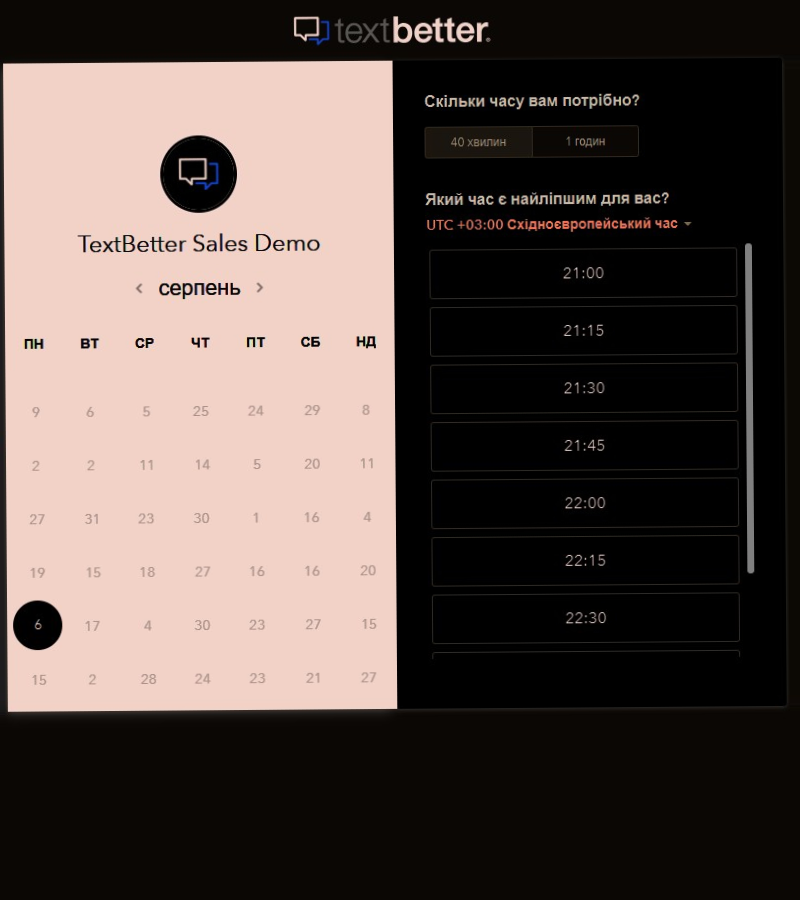 textbetter.
TextBetter Sales Demo
серпень
ПН ВТ СР ЧТ ПТ СБ НД
9 6 5 25 24 29 8
2 2 11 14 5 20 11
27 31 23 30 1 16 4
19 15 18 27 16 16 20
6 17 4 30 23 27 15
15 2 28 24 23 21 27
Скільки часу вам потрібно?
40 хвилин 1 годин
Який час є найліпшим для вас?
UTC +03:00 Східноєвропейський час
21:00
21:15
21:30
21:45
22:00
22:15
22:30